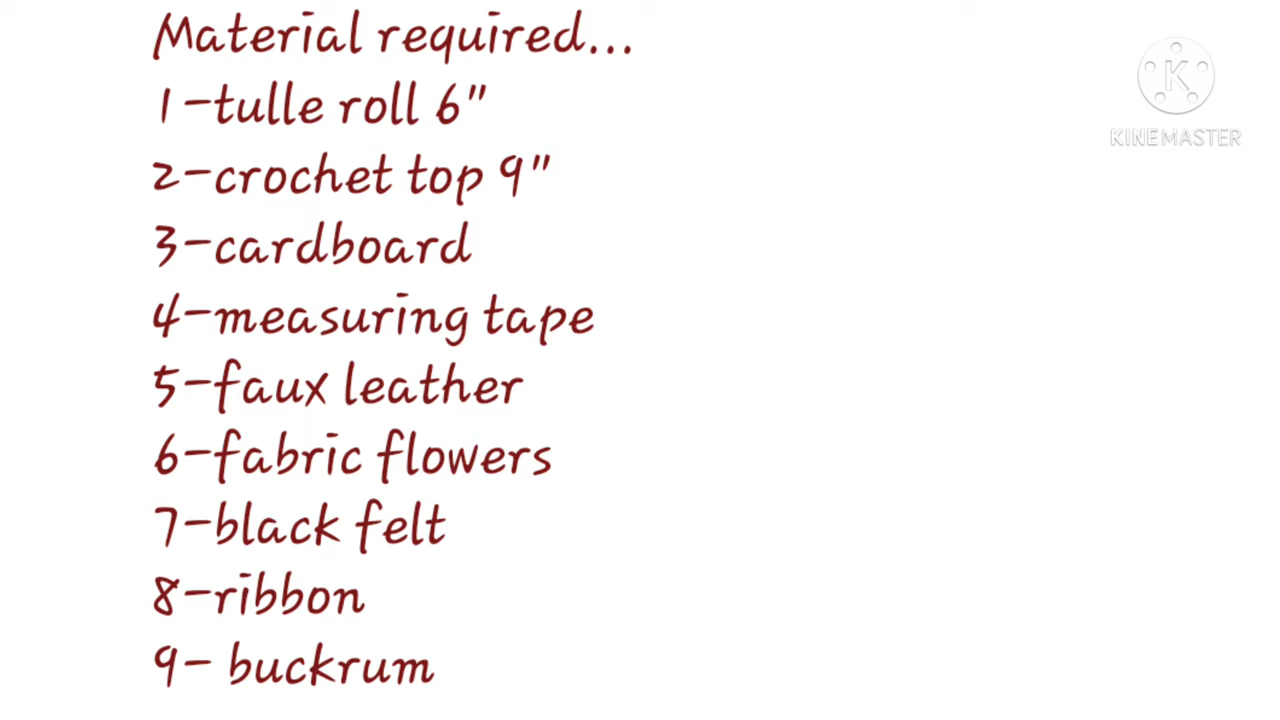 Material required...
1-tulle roll 6"
2-crochet top 9"
3-cardboard
4-measuring tape
5-faux leather
6-fabric flowers
7-black felt
8-ribbon
9- buckrum
K
KINEMASTER